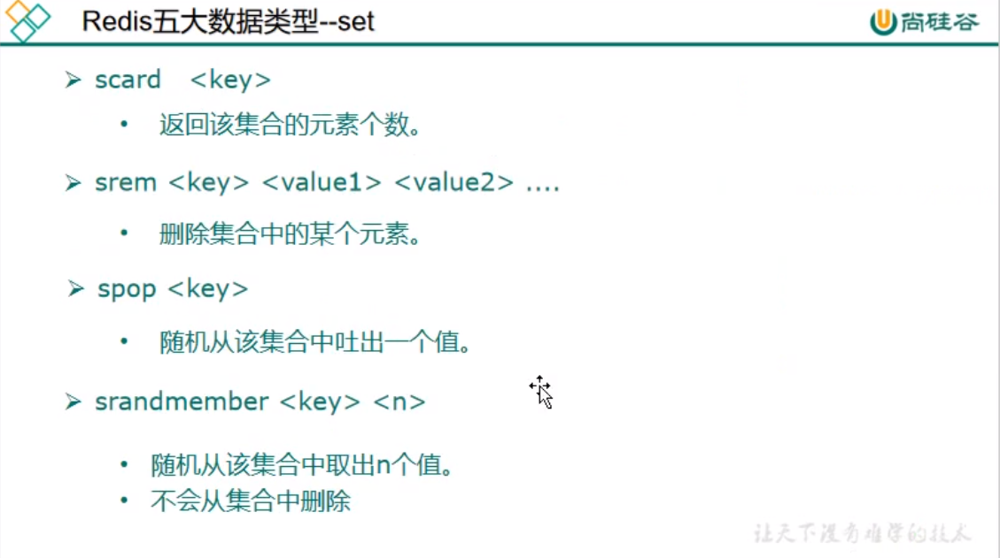 Redis五大数据类型--set
尚硅谷
scard <key>
返回该集合的元素个数。
srem <key> <value1> <value2> ....
删除集合中的某个元素。
spop <key>
随机从该集合中吐出一个值。
srandmember <key> <n>
随机从该集合中取出n个值。
不会从集合中删除
让天下没有难学的技术